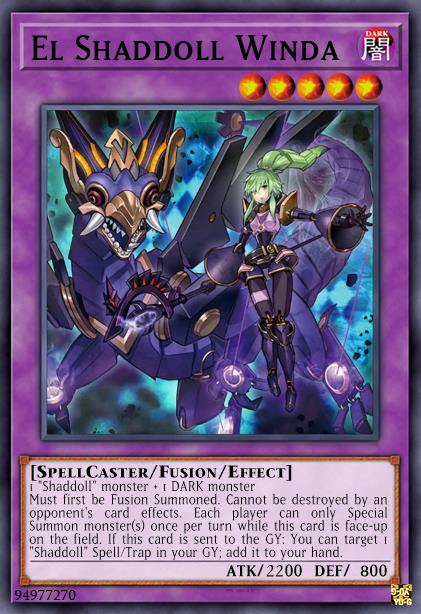 El Shaddoll Winda
DARK
闇
[Spellcaster/Fusion/Effect]
1 "Shaddoll" monster + 1 DARK monster
Must first be Fusion Summoned. Cannot be destroyed by an
opponent's card effects. Each player can only Special
Summon monster(s) once per turn while this card is face-up
on the field. If this card is sent to the GY: You can target 1
"Shaddoll" Spell/Trap in your GY; add it to your hand.
ATK/2200 DEF/ 800
94977270